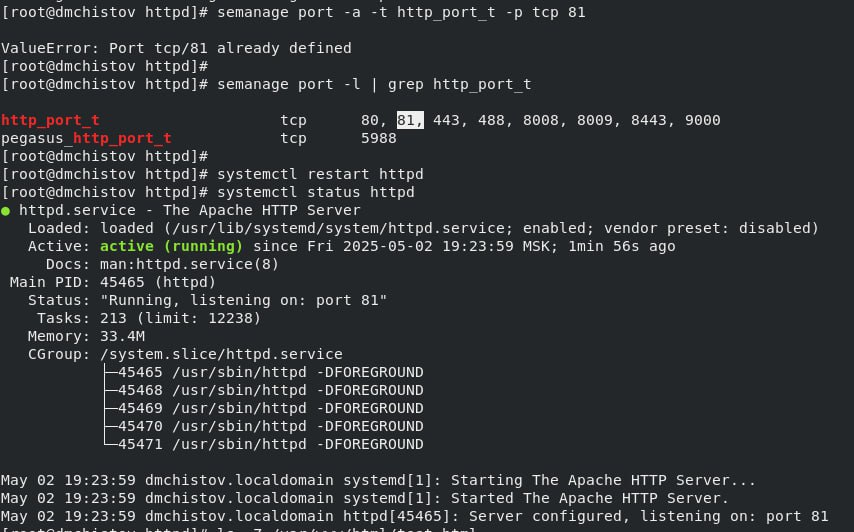 [root@dmchistov httpd]# semanage port -a -t http_port_t -p tcp 81
ValueError: Port tcp/81 already defined
[root@dmchistov httpd]#
[root@dmchistov httpd]# semanage port -l | grep http_port_t
http_port_t                    tcp      80, 81, 443, 488, 8008, 8009, 8443, 9000
pegasus_http_port_t            tcp      5988
[root@dmchistov httpd]#
[root@dmchistov httpd]# systemctl restart httpd
[root@dmchistov httpd]# systemctl status httpd
● httpd.service - The Apache HTTP Server
   Loaded: loaded (/usr/lib/systemd/system/httpd.service; enabled; vendor preset: disabled)
   Active: active (running) since Fri 2025-05-02 19:23:59 MSK; 1min 56s ago
     Docs: man:httpd.service(8)
 Main PID: 45465 (httpd)
   Status: "Running, listening on: port 81"
    Tasks: 213 (limit: 12238)
   Memory: 33.4M
   CGroup: /system.slice/httpd.service
           ├─45465 /usr/sbin/httpd -DFOREGROUND
           ├─45468 /usr/sbin/httpd -DFOREGROUND
           ├─45469 /usr/sbin/httpd -DFOREGROUND
           ├─45470 /usr/sbin/httpd -DFOREGROUND
           └─45471 /usr/sbin/httpd -DFOREGROUND
May 02 19:23:59 dmchistov.localdomain systemd[1]: Starting The Apache HTTP Server...
May 02 19:23:59 dmchistov.localdomain systemd[1]: Started The Apache HTTP Server.
May 02 19:23:59 dmchistov.localdomain httpd[45465]: Server configured, listening on: port 81
[root@dmchistov httpd]# ls -Z /var/www/html/test.html